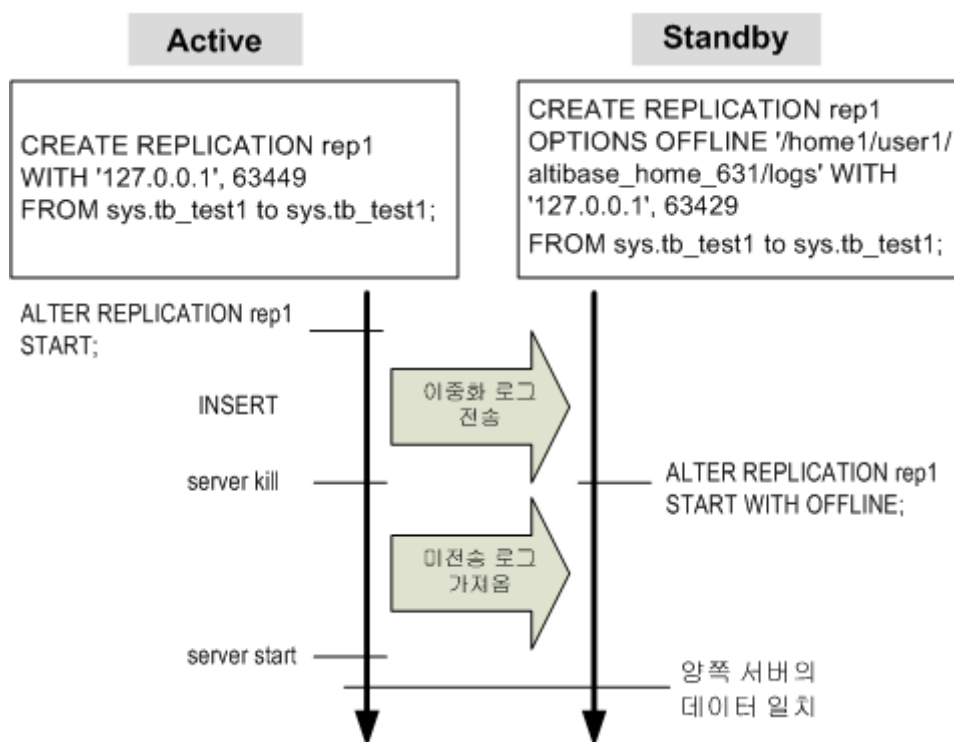 Active
Standby
CREATE REPLICATION rep1
WITH '127.0.0.1', 63449
FROM sys.tb_test1 to sys.tb_test1;
CREATE REPLICATION rep1
OPTIONS OFFLINE '/home1/user1/
altibase_home_631/logs' WITH
'127.0.0.1', 63429
FROM sys.tb_test1 to sys.tb_test1;
ALTER REPLICATION rep1
START;
INSERT
이중화 로그
전송
server kill
ALTER REPLICATION rep1
START WITH OFFLINE;
미전송 로그
가져옴
server start
양쪽 서버의
데이터 일치